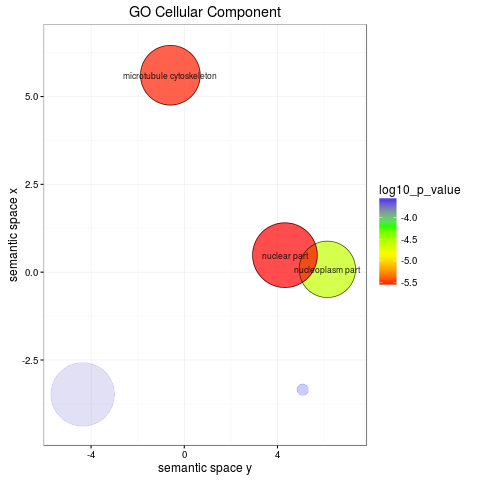 GO Cellular Component
microtubule cytoskeleton
nuclear part
nucleoplasm part
5.0
2.5
0.0
-2.5
-4
0
4
semantic space x
semantic space y
log10_p_value
-4.0
-4.5
-5.0
-5.5